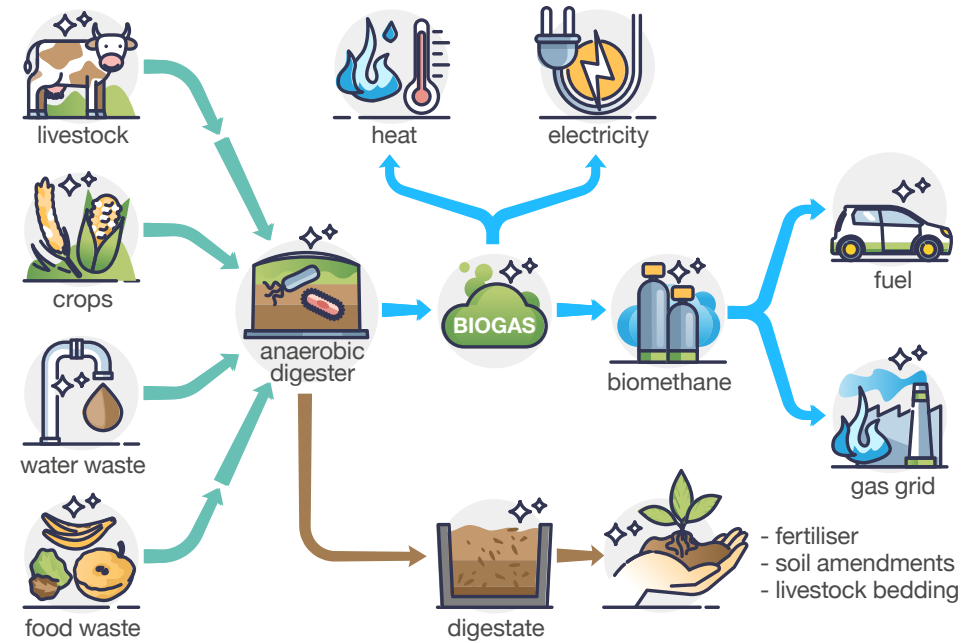 livestock
heat
electricity
crops
fuel
BIOGAS
anaerobic
digester
biomethane
water waste
gas grid
- fertiliser
- soil amendments
- livestock bedding
food waste
digestate